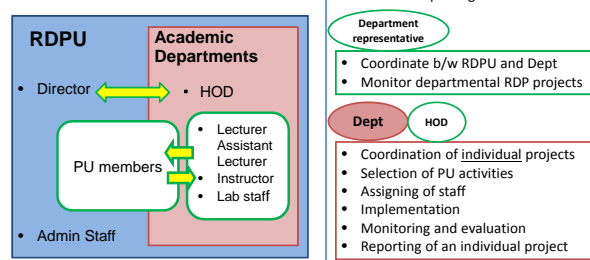 RDPU
Academic
Departments
• Director
▪ HOD
PU members
• Lecturer
Assistant
Lecturer
• Instructor
• Lab staff
• Admin Staff
Department
representative
• Coordinate b/w RDPU and Dept
• Monitor departmental RDP projects
Dept
HOD
• Coordination of individual projects
• Selection of PU activities
• Assigning of staff
• Implementation
• Monitoring and evaluation
• Reporting of an individual project